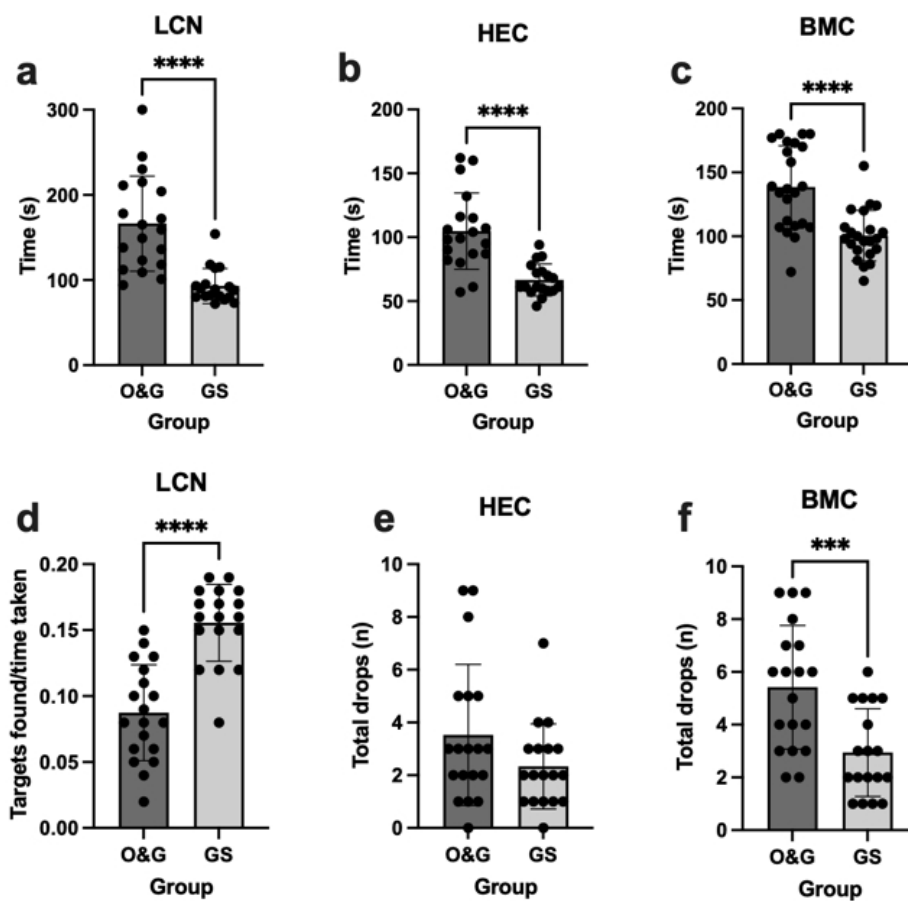 LCN
a
****
Time (s)
300
200
100
0
O&G GS
Group
HEC
b
****
Time (s)
200
150
100
50
0
O&G GS
Group
BMC
c
****
Time (s)
200
150
100
50
0
O&G GS
Group
LCN
d
****
Targets found/time taken
0.20
0.15
0.10
0.05
0.00
O&G GS
Group
HEC
e
Total drops (n)
10
8
6
4
2
0
O&G GS
Group
BMC
f
***
Total drops (n)
10
8
6
4
2
0
O&G GS
Group